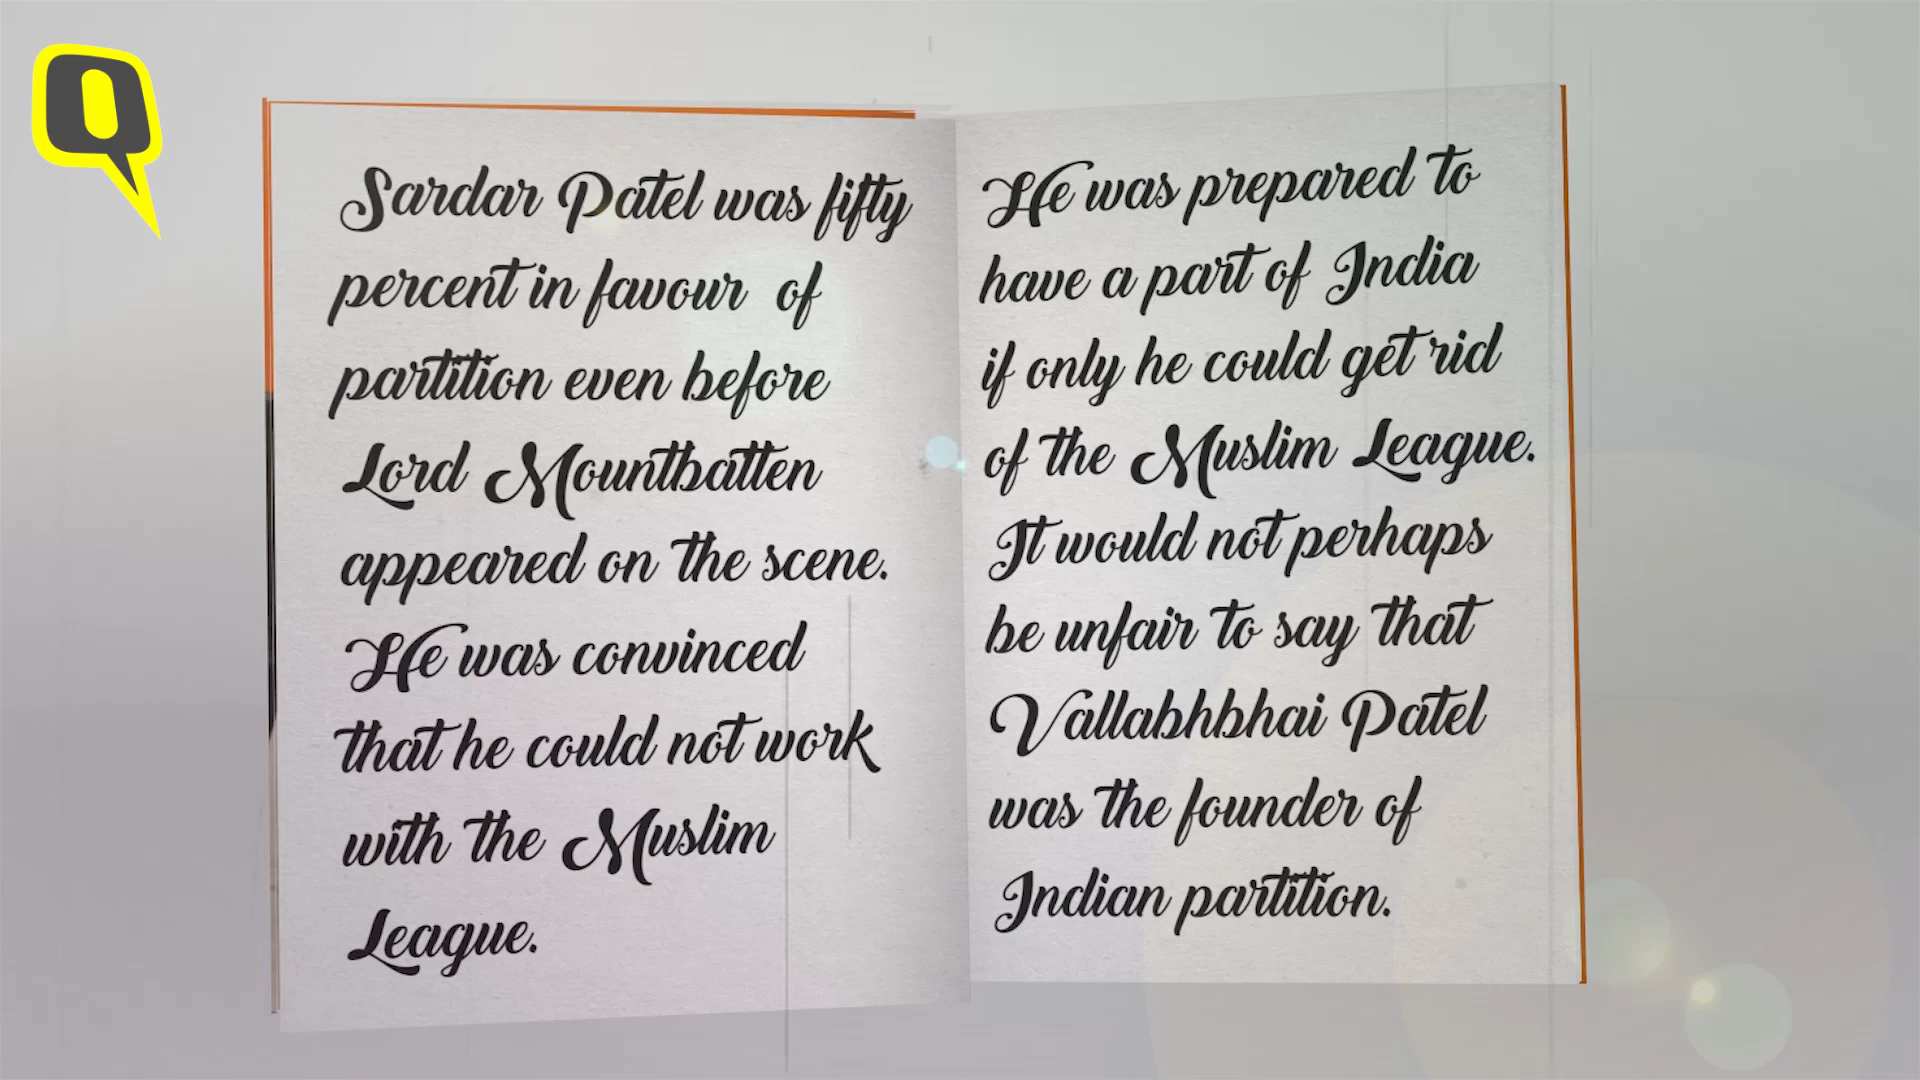 Q
Sardar Patel was fifty
percent in favour of
partition even before
Lord Mountbatten
appeared on the scene.
He was convinced
that he could not work
with the Muslim
League.
He was prepared to
have a part of India
if only he could get rid
of the Muslim League.
It would not perhaps
be unfair to say that
Vallabhbhai Patel
was the founder of
Indian partition.